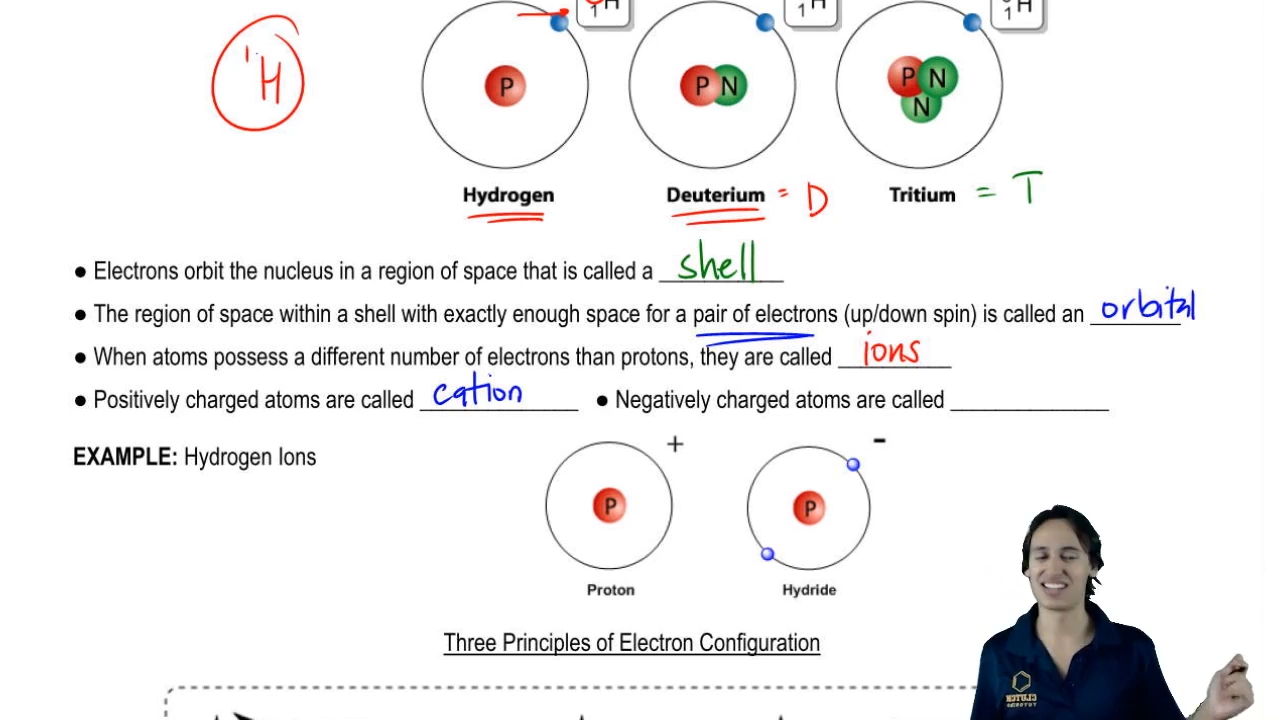 1H
1H
1H
1H
P
P N
P N
N
Hydrogen
Deuterium = D
Tritium = T
● Electrons orbit the nucleus in a region of space that is called a shell
● The region of space within a shell with exactly enough space for a pair of electrons (up/down spin) is called an orbital
● When atoms possess a different number of electrons than protons, they are called ions
● Positively charged atoms are called cation ● Negatively charged atoms are called ______________
EXAMPLE: Hydrogen Ions
+
-
P
P
Proton
Hydride
Three Principles of Electron Configuration